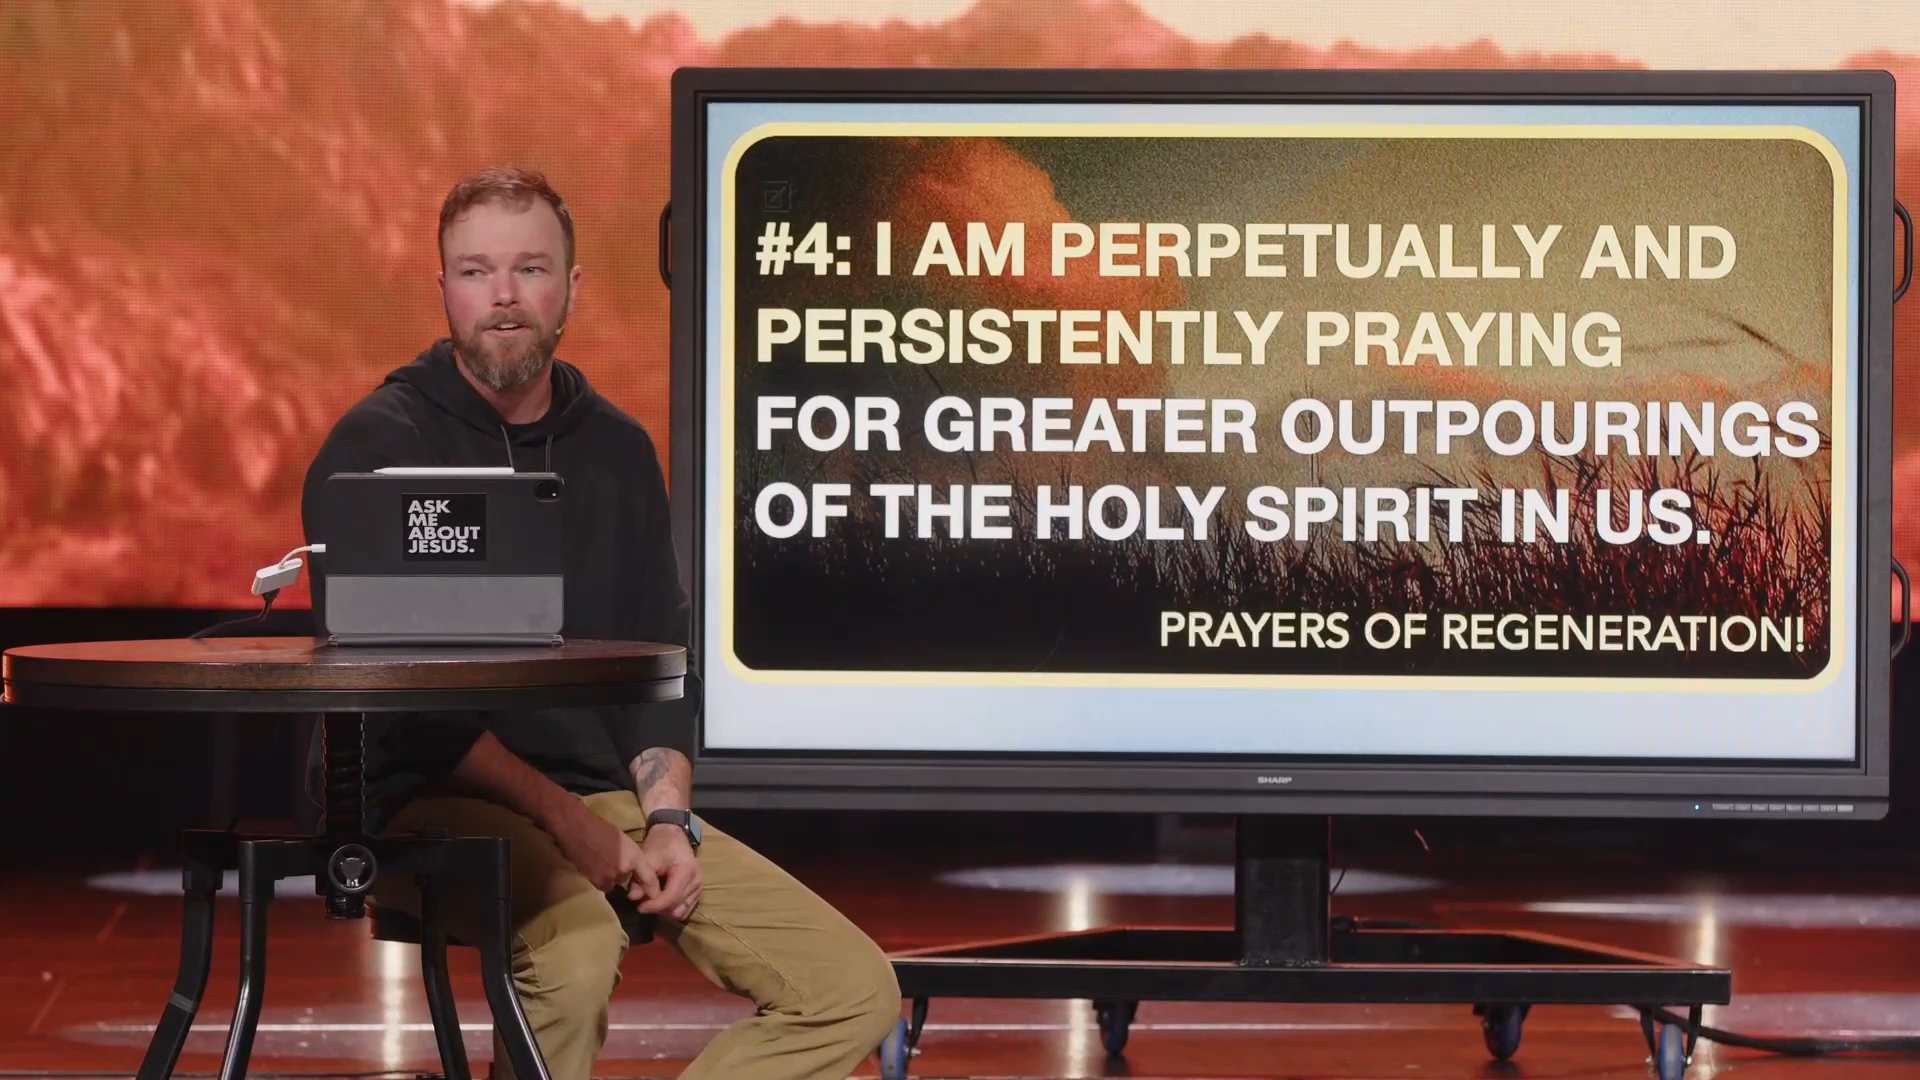 #4: I AM PERPETUALLY AND
PERSISTENTLY PRAYING
FOR GREATER OUTPOURINGS
OF THE HOLY SPIRIT IN US.
PRAYERS OF REGENERATION!
ASK
ME
ABOUT
JESUS.
SHARP